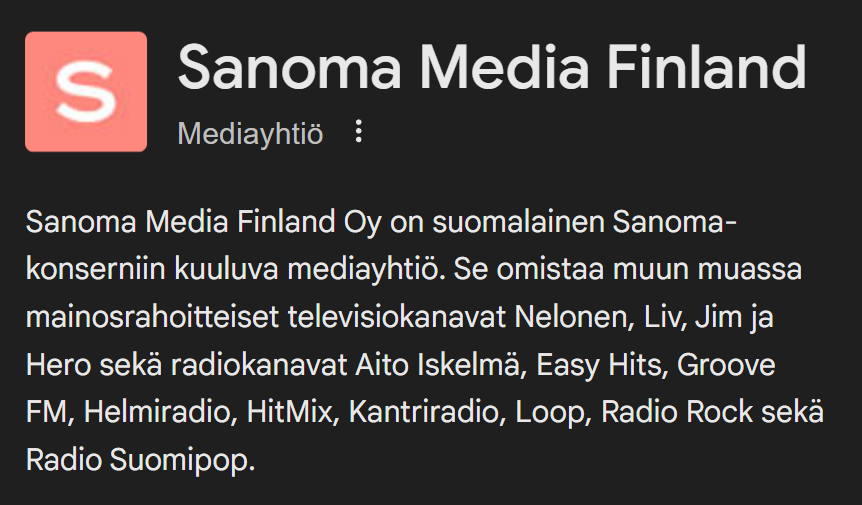 S
Sanoma Media Finland
Mediayhtiö
Sanoma Media Finland Oy on suomalainen Sanoma-
konserniin kuuluva mediayhtiö. Se omistaa muun muassa
mainosrahoitteiset televisiokanavat Nelonen, Liv, Jim ja
Hero sekä radiokanavat Aito Iskelmä, Easy Hits, Groove
FM, Helmiradio, HitMix, Kantriradio, Loop, Radio Rock sekä
Radio Suomipop.